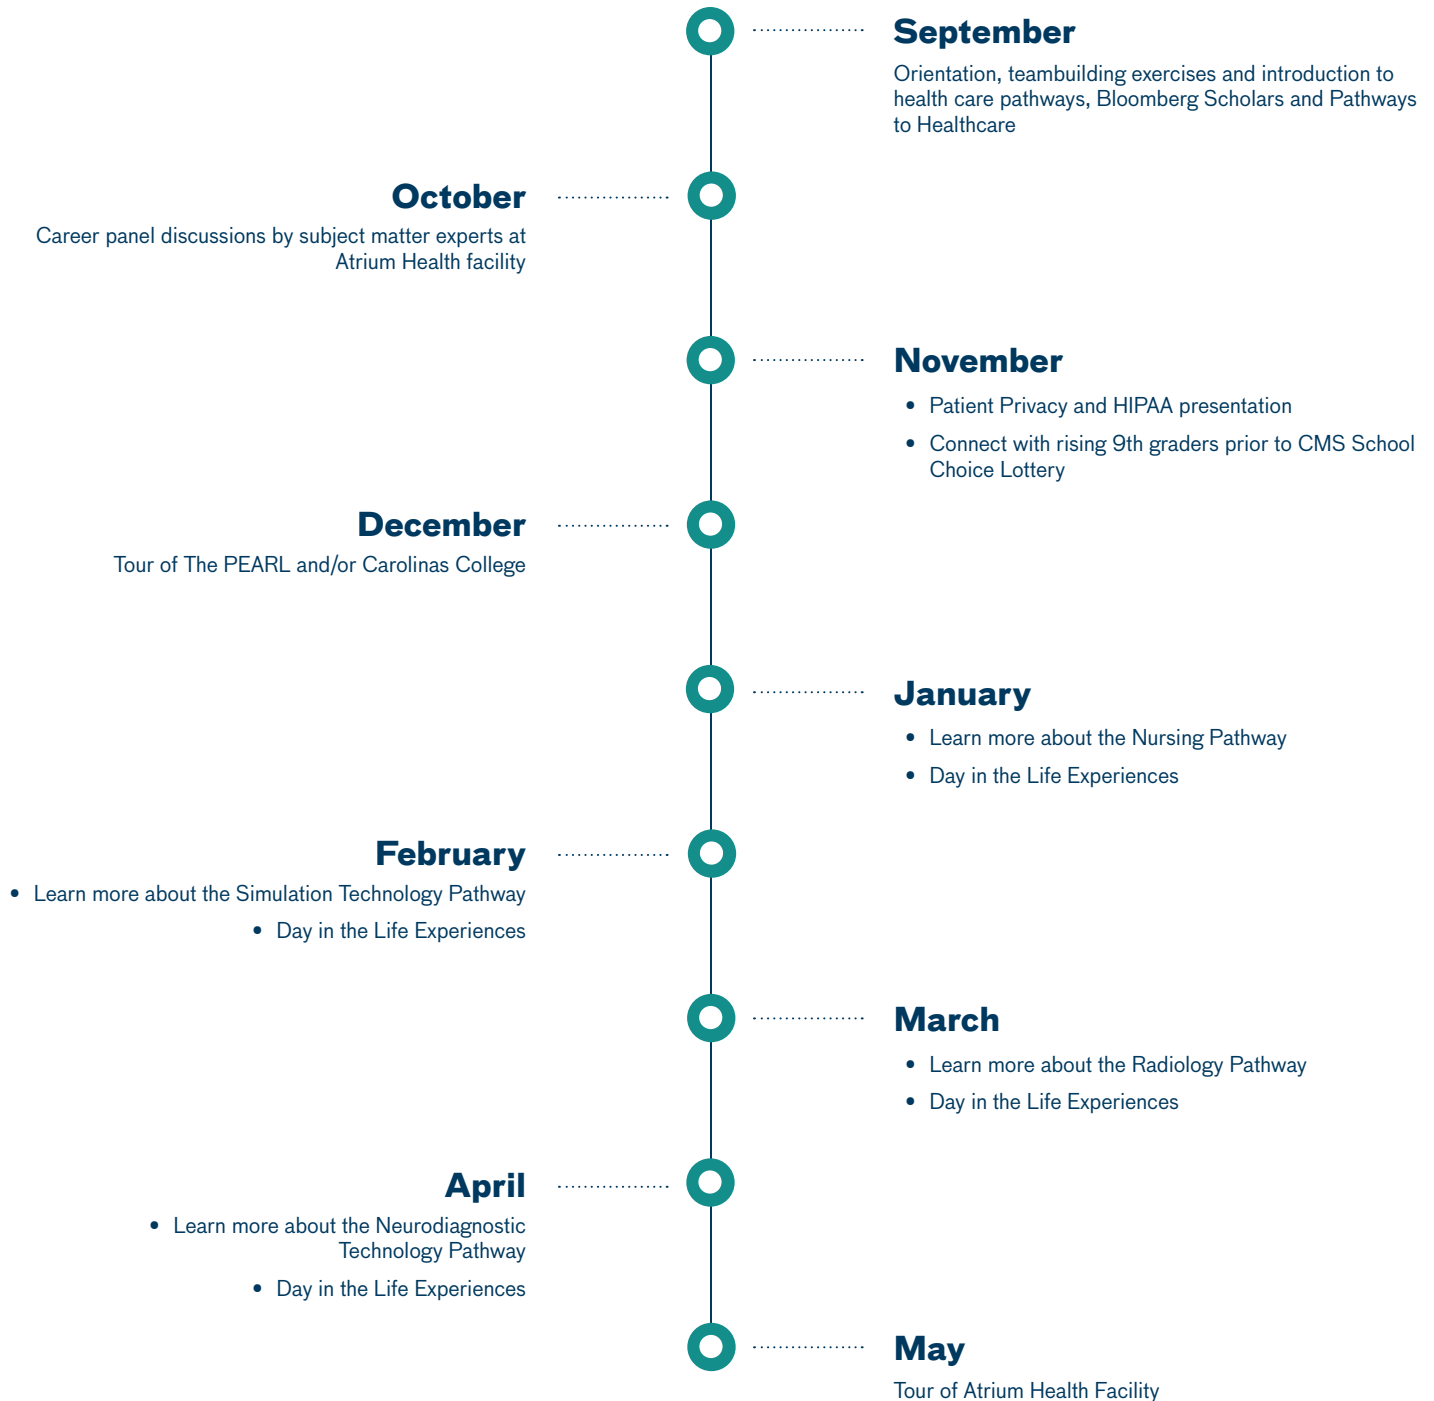 September
Orientation, teambuilding exercises and introduction to
health care pathways, Bloomberg Scholars and Pathways
to Healthcare
October
Career panel discussions by subject matter experts at
Atrium Health facility
November
• Patient Privacy and HIPAA presentation
• Connect with rising 9th graders prior to CMS School
Choice Lottery
December
Tour of The PEARL and/or Carolinas College
January
• Learn more about the Nursing Pathway
• Day in the Life Experiences
February
• Learn more about the Simulation Technology Pathway
• Day in the Life Experiences
March
• Learn more about the Radiology Pathway
• Day in the Life Experiences
April
• Learn more about the Neurodiagnostic
Technology Pathway
• Day in the Life Experiences
May
Tour of Atrium Health Facility